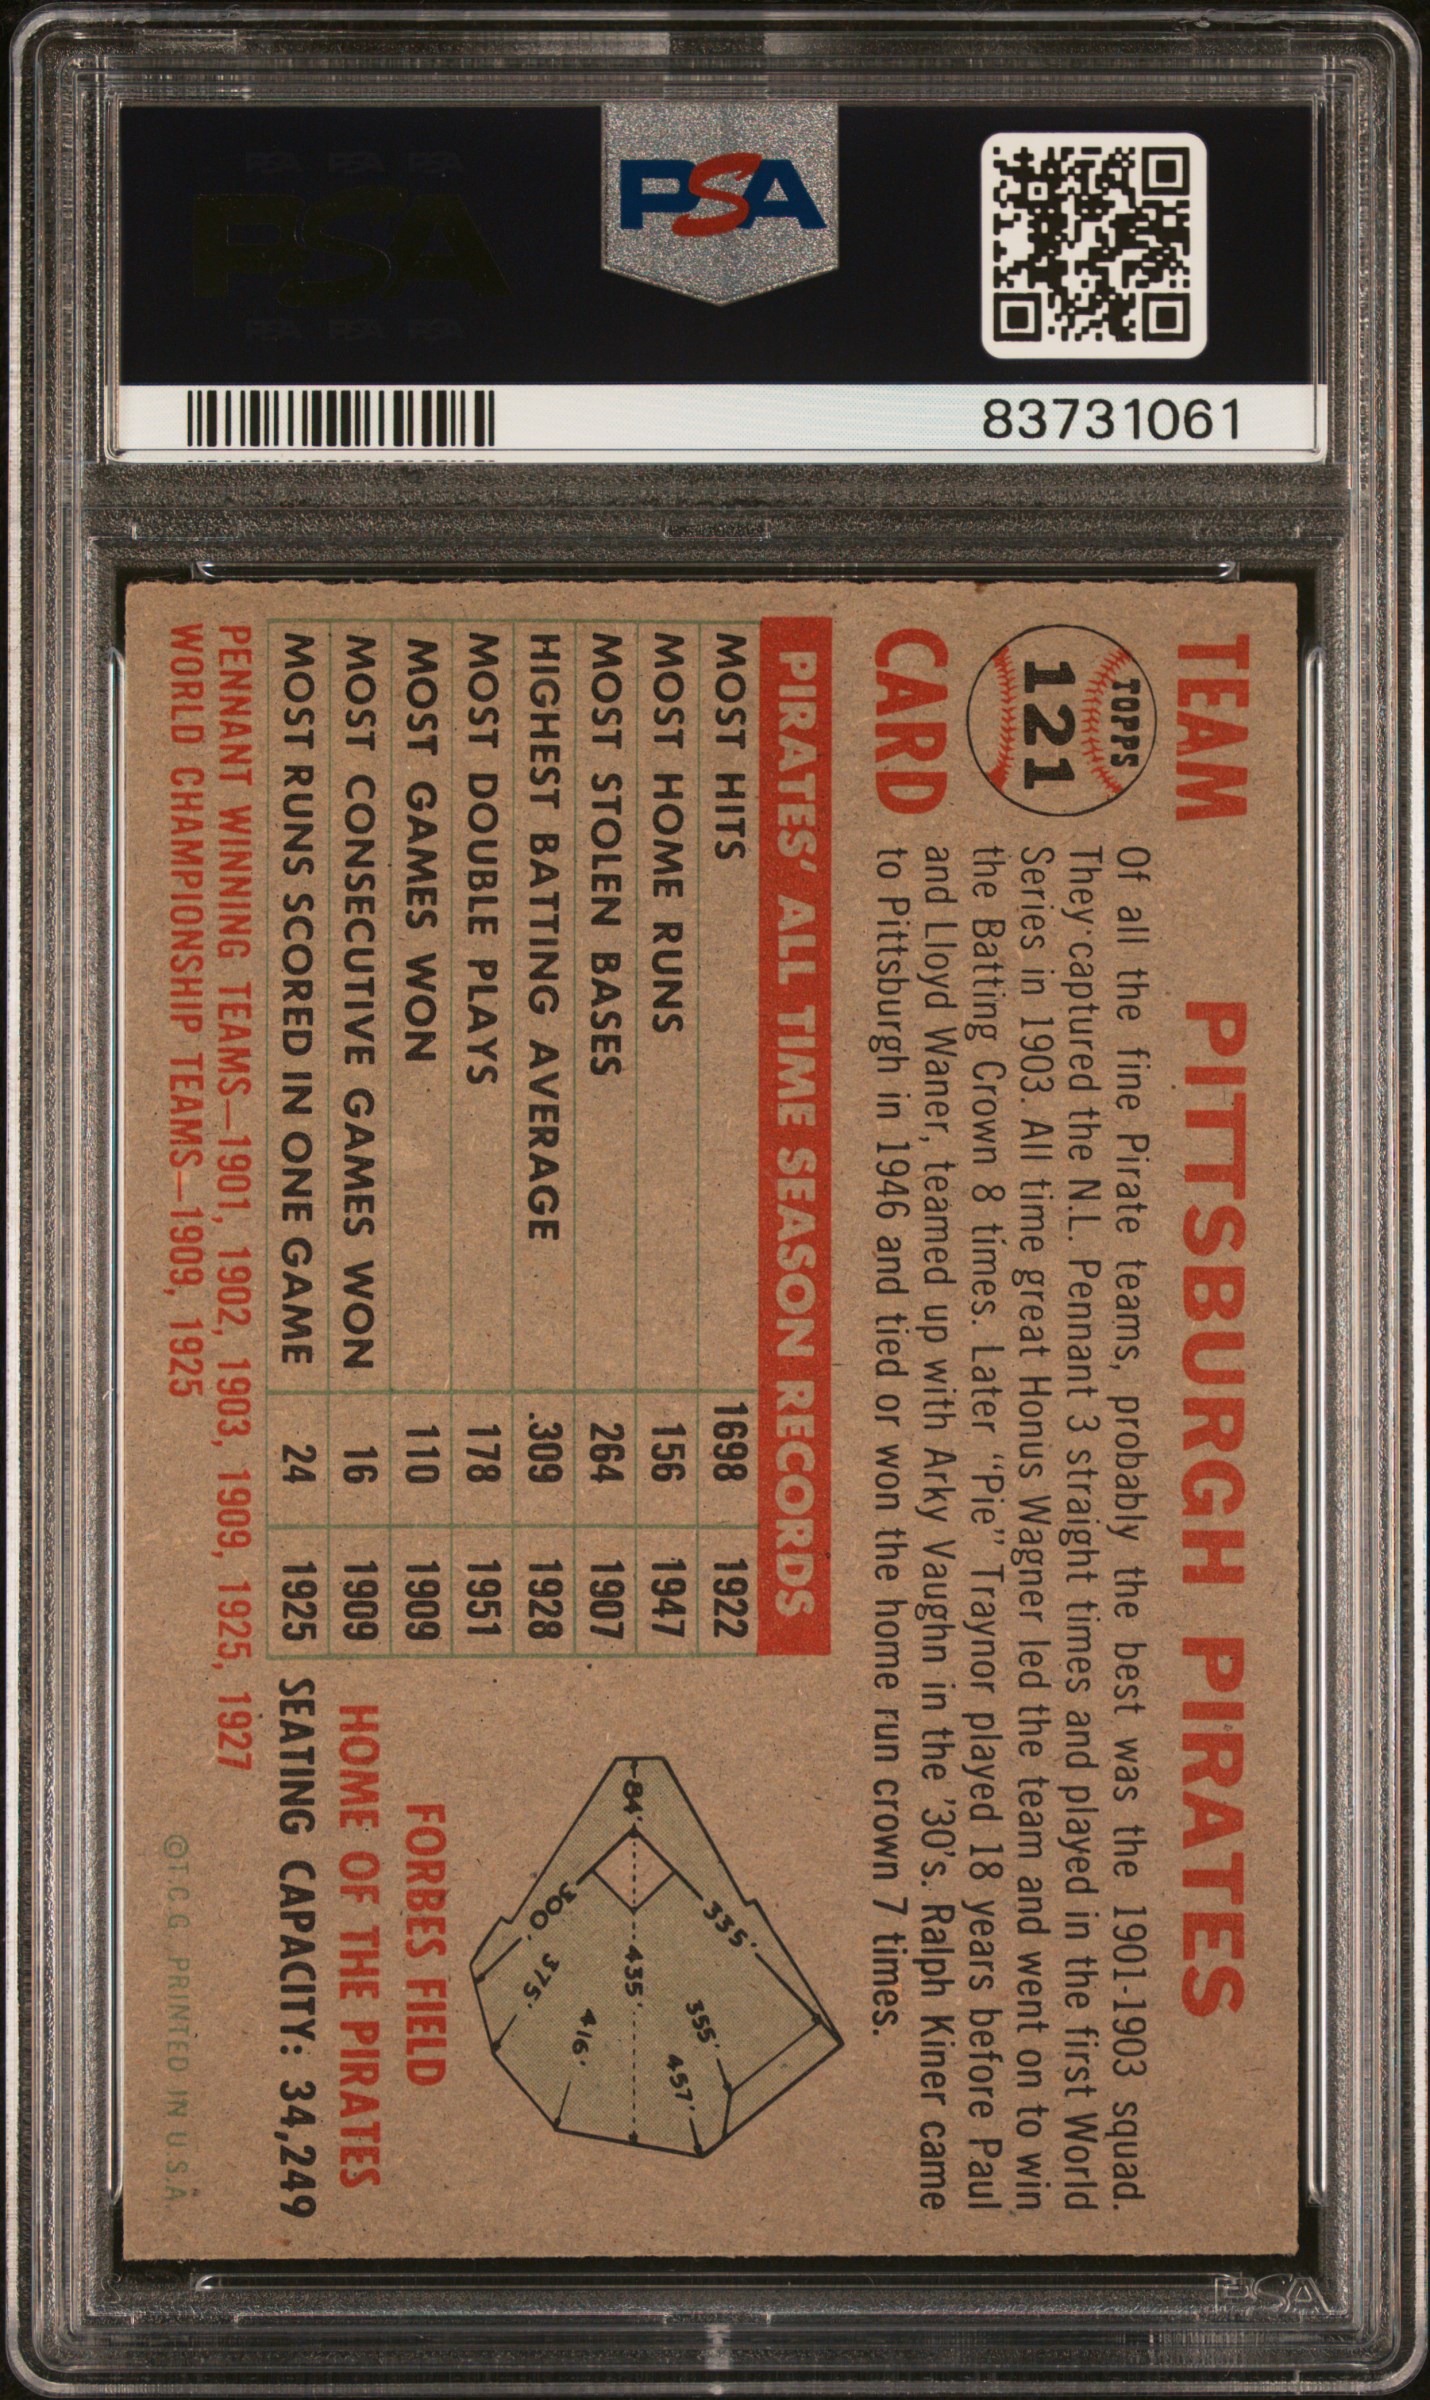 PSA
83731061
TEAM PITTSBURGH PIRATES
TOPPS
121
CARD
Of all the fine Pirate teams, probably the best was the 1901-1903 squad.
They captured the N.L. Pennant 3 straight times and played in the first World
Series in 1903. All time great Honus Wagner led the team and went on to win
the Batting Crown 8 times. Later "Pie" Traynor played 18 years before Paul
and Lloyd Waner, teamed up with Arky Vaughn in the '30's. Ralph Kiner came
to Pittsburgh in 1946 and tied or won the home run crown 7 times.
PIRATES' ALL TIME SEASON RECORDS
MOST HITS 1698 1922
MOST HOME RUNS 156 1947
MOST STOLEN BASES 264 1907
HIGHEST BATTING AVERAGE .309 1928
MOST DOUBLE PLAYS 178 1951
MOST GAMES WON 110 1909
MOST CONSECUTIVE GAMES WON 16 1909
MOST RUNS SCORED IN ONE GAME 24 1925
PENNANT WINNING TEAMS—1901, 1902, 1903, 1909, 1925, 1927
WORLD CHAMPIONSHIP TEAMS—1909, 1925
84'
335'
355'
457'
435'
300'
375'
416'
FORBES FIELD
HOME OF THE PIRATES
SEATING CAPACITY: 34,249
©T.C.G. PRINTED IN U.S.A.
PSA
PSA PSA PSA
PSA
PSA PSA PSA